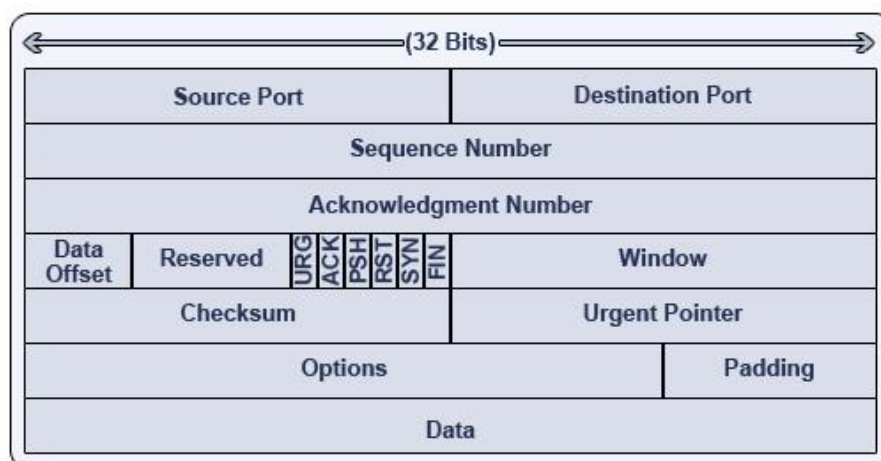 (32 Bits)
Source Port Destination Port
Sequence Number
Acknowledgment Number
Data Offset Reserved URG ACK PSH RST SYN FIN Window
Checksum Urgent Pointer
Options Padding
Data